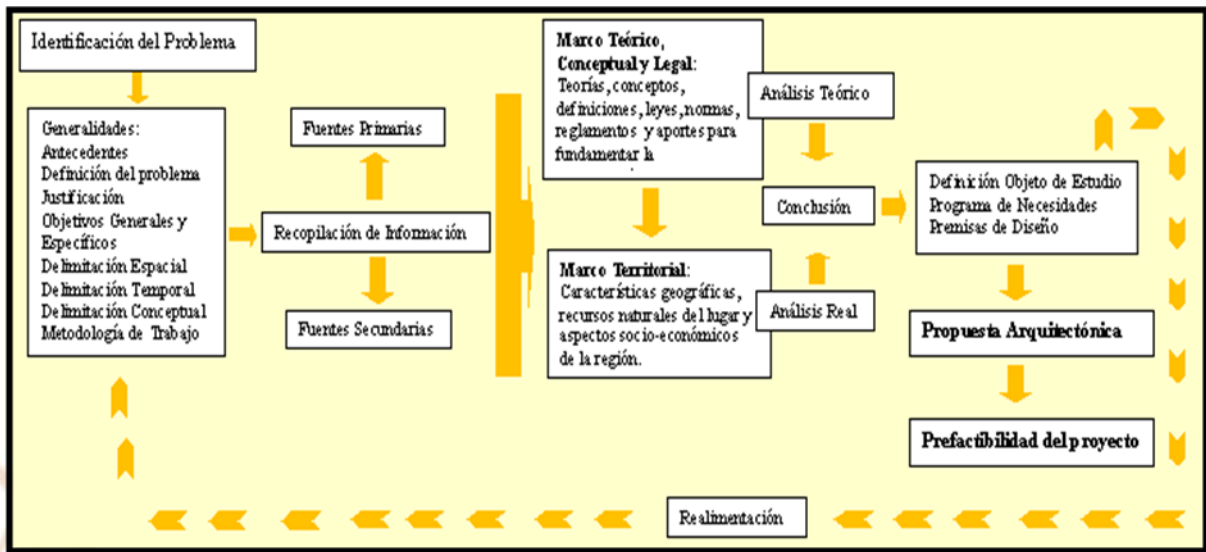 Identificación del Problema
Generalidades:
Antecedentes
Definición del problema
Justificación
Objetivos Generales y
Específicos
Delimitación Espacial
Delimitación Temporal
Delimitación Conceptual
Metodología de Trabajo
Fuentes Primarias
Recopilación de Información
Fuentes Secundarias
Marco Teórico,
Conceptual y Legal:
Teorías, conceptos,
definiciones, leyes, normas,
reglamentos y aportes para
fundamentar la
.
Marco Territorial:
Características geográficas,
recursos naturales del lugar y
aspectos socio-económicos
de la región.
Análisis Teórico
Conclusión
Análisis Real
Definición Objeto de Estudio
Programa de Necesidades
Premisas de Diseño
Propuesta Arquitectónica
Prefactibilidad del proyecto
Realimentación